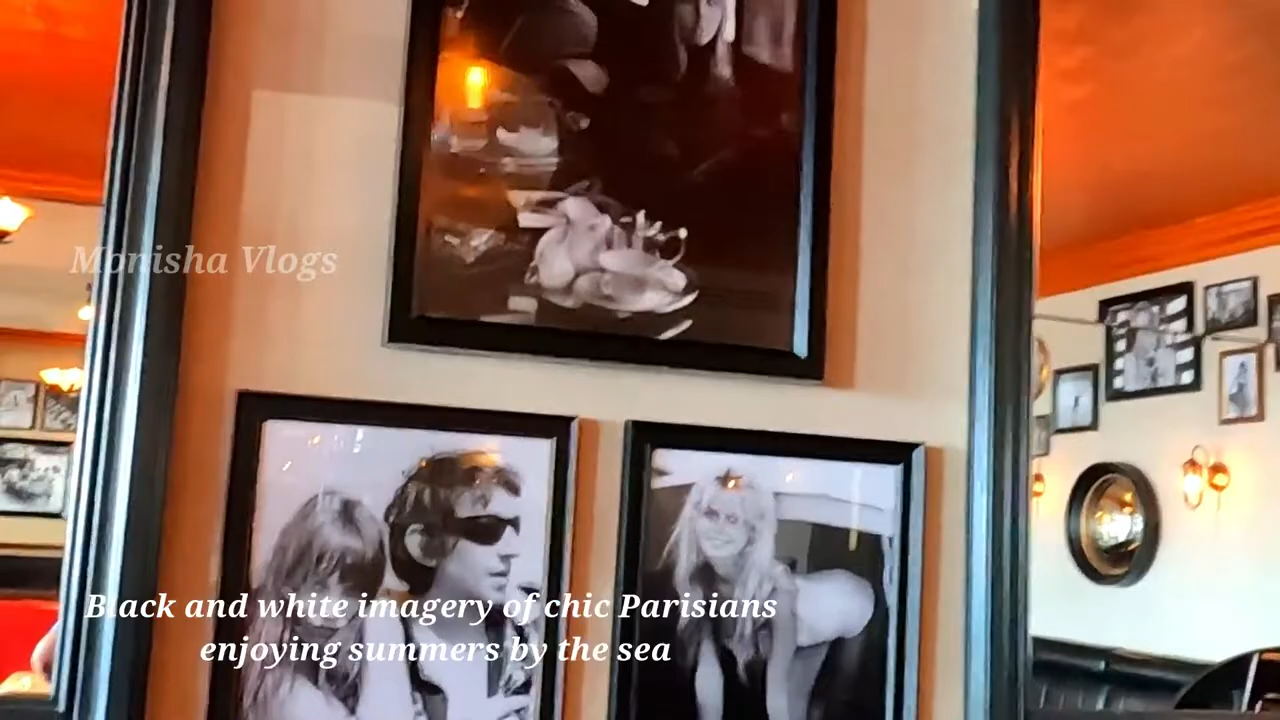 Monisha Vlogs
Black and white imagery of chic Parisians
enjoying summers by the sea